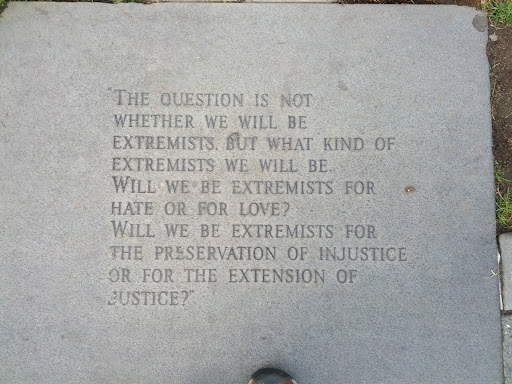 "The question is not
whether we will be
extremists, but what kind of
extremists we will be.
Will we be extremists for
hate or for love?
Will we be extremists for
the preservation of injustice
or for the extension of
justice?"